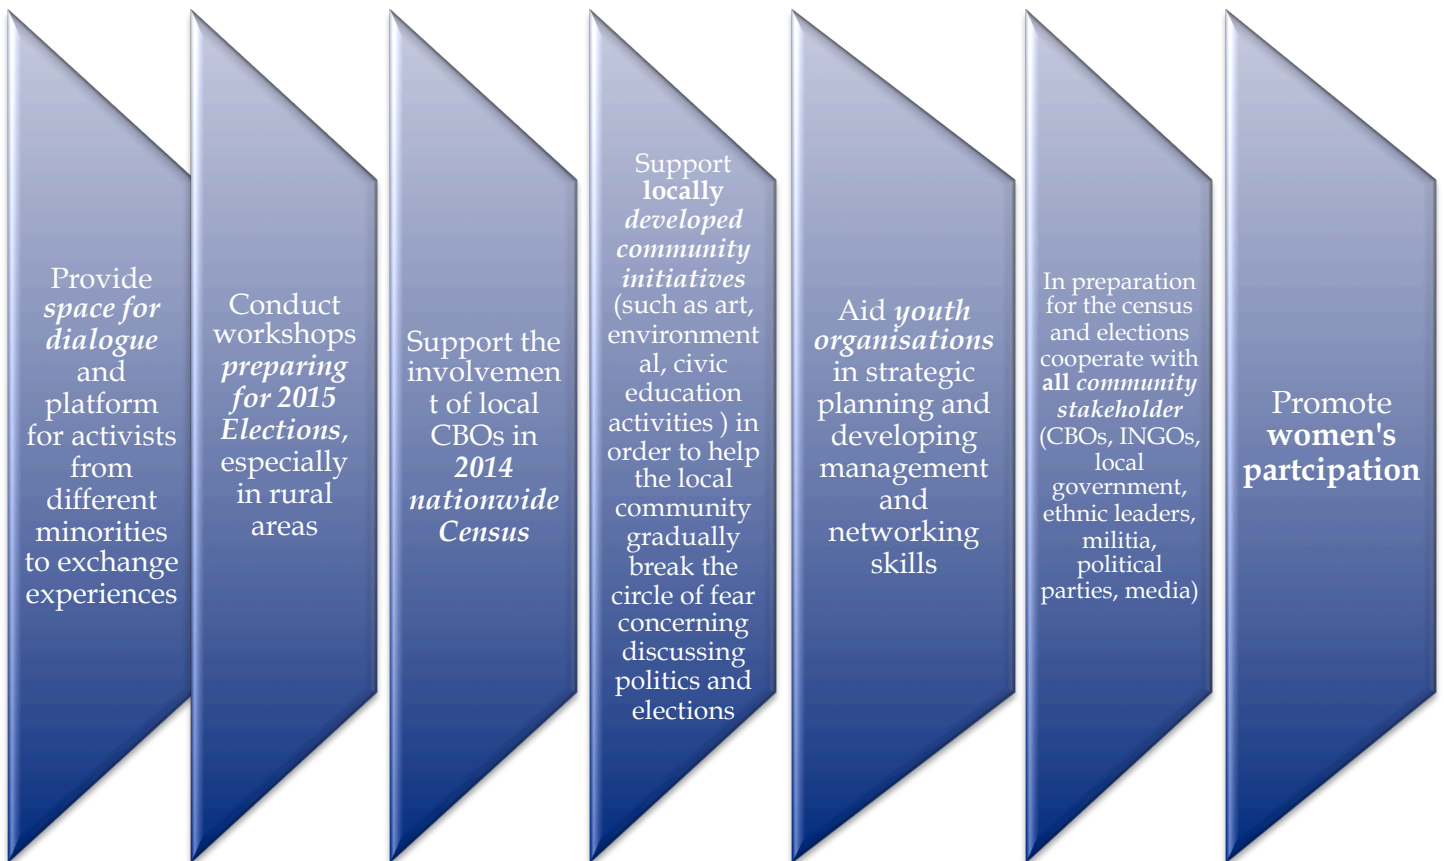 Provide
space for
dialogue
and
platform
for activists
from
different
minorities
to exchange
experiences
Conduct
workshops
preparing
for 2015
Elections,
especially
in rural
areas
Support the
involvemen
t of local
CBOs in
2014
nationwide
Census
Support
locally
developed
community
initiatives
(such as art,
environment
al, civic
education
activities ) in
order to help
the local
community
gradually
break the
circle of fear
concerning
discussing
politics and
elections
Aid youth
organisations
in strategic
planning and
developing
management
and
networking
skills
In preparation
for the census
and elections
cooperate with
all community
stakeholder
(CBOs, INGOs,
local
government,
ethnic leaders,
militia,
political
parties, media)
Promote
women's
partcipation